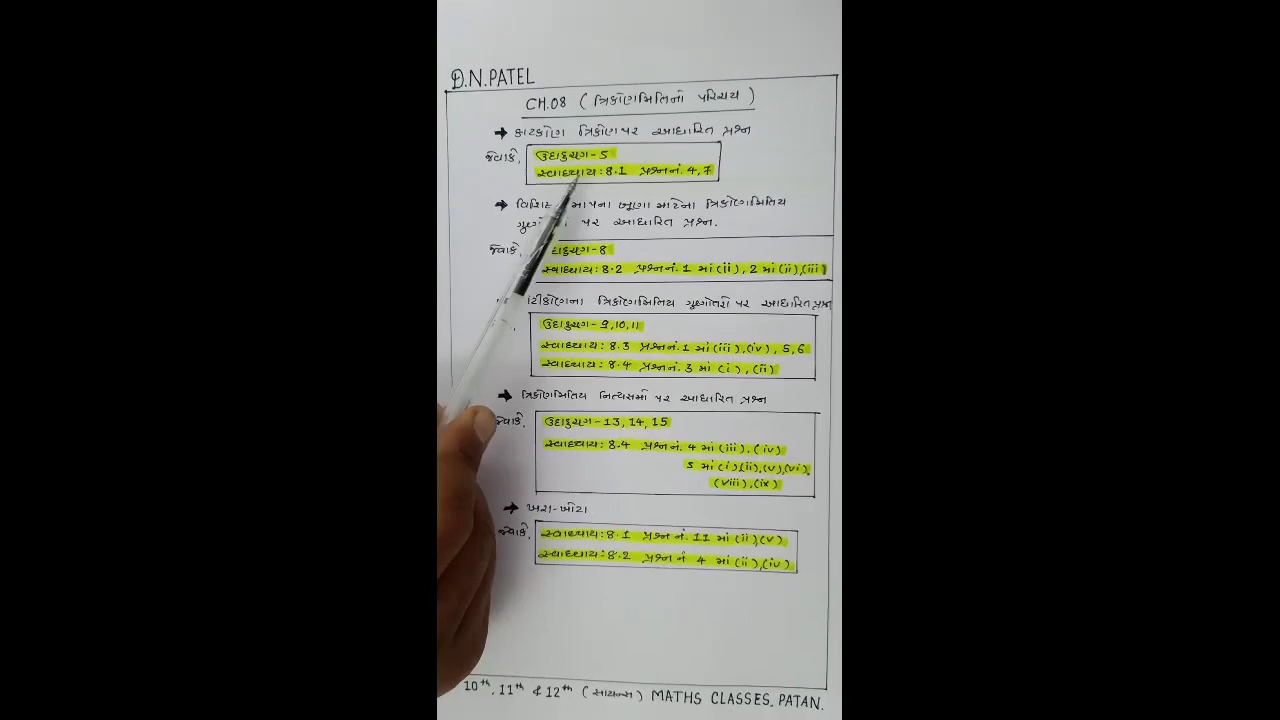 D.N.PATEL
CH.08 ( ત્રિકોણમિતિનો પરિચય )
→ કાટકોણ ત્રિકોણ પર આધારિત પ્રશ્ન
જેવાકે, ઉદાહરણ-5
સ્વાધ્યાય: 8.1 પ્રશ્ન નં. 4,7
→ માપના ખૂણા માટેના ત્રિકોણમિતિય
પર આધારિત પ્રશ્ન.
જેવાકે, -8
સ્વાધ્યાય: 8.2 પ્રશ્ન નં. 1 માં (ii), 2 માં (ii),(iii)
ત્રિકોણમિતિય ગુણોત્તરો પર આધારિત પ્રશ્ન
ઉદાહરણ-9,10,11
સ્વાધ્યાય: 8.3 પ્રશ્ન નં. 1 માં (iii),(iv), 5,6
સ્વાધ્યાય: 8.4 પ્રશ્ન નં. 3 માં (i),(ii)
→ ત્રિકોણમિતિય નિત્યસમો પર આધારિત પ્રશ્ન
જેવાકે, ઉદાહરણ-13, 14, 15
સ્વાધ્યાય: 8.4 પ્રશ્ન નં. 4 માં (iii).(iv)
5 માં (i)(ii),(v),(vi),
(viii),(ix)
→ ખરા-ખોટા
જેવાકે, સ્વાધ્યાય: 8.1 પ્રશ્ન નં. 11 માં (ii),(v)
સ્વાધ્યાય: 8.2 પ્રશ્ન નં 4 માં (ii),(iv)
10th, 11th & 12th (સાયન્સ) MATHS CLASSES, PATAN.